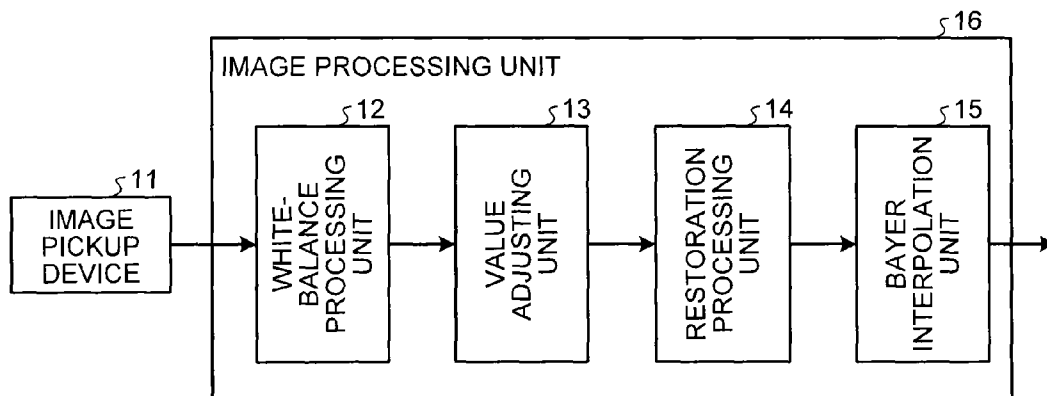 16
IMAGE PROCESSING UNIT
12
13
14
15
11
IMAGE
PICKUP
DEVICE
WHITE-
BALANCE
PROCESSING
UNIT
VALUE
ADJUSTING
UNIT
RESTORATION
PROCESSING
UNIT
BAYER
INTERPOLATION
UNIT